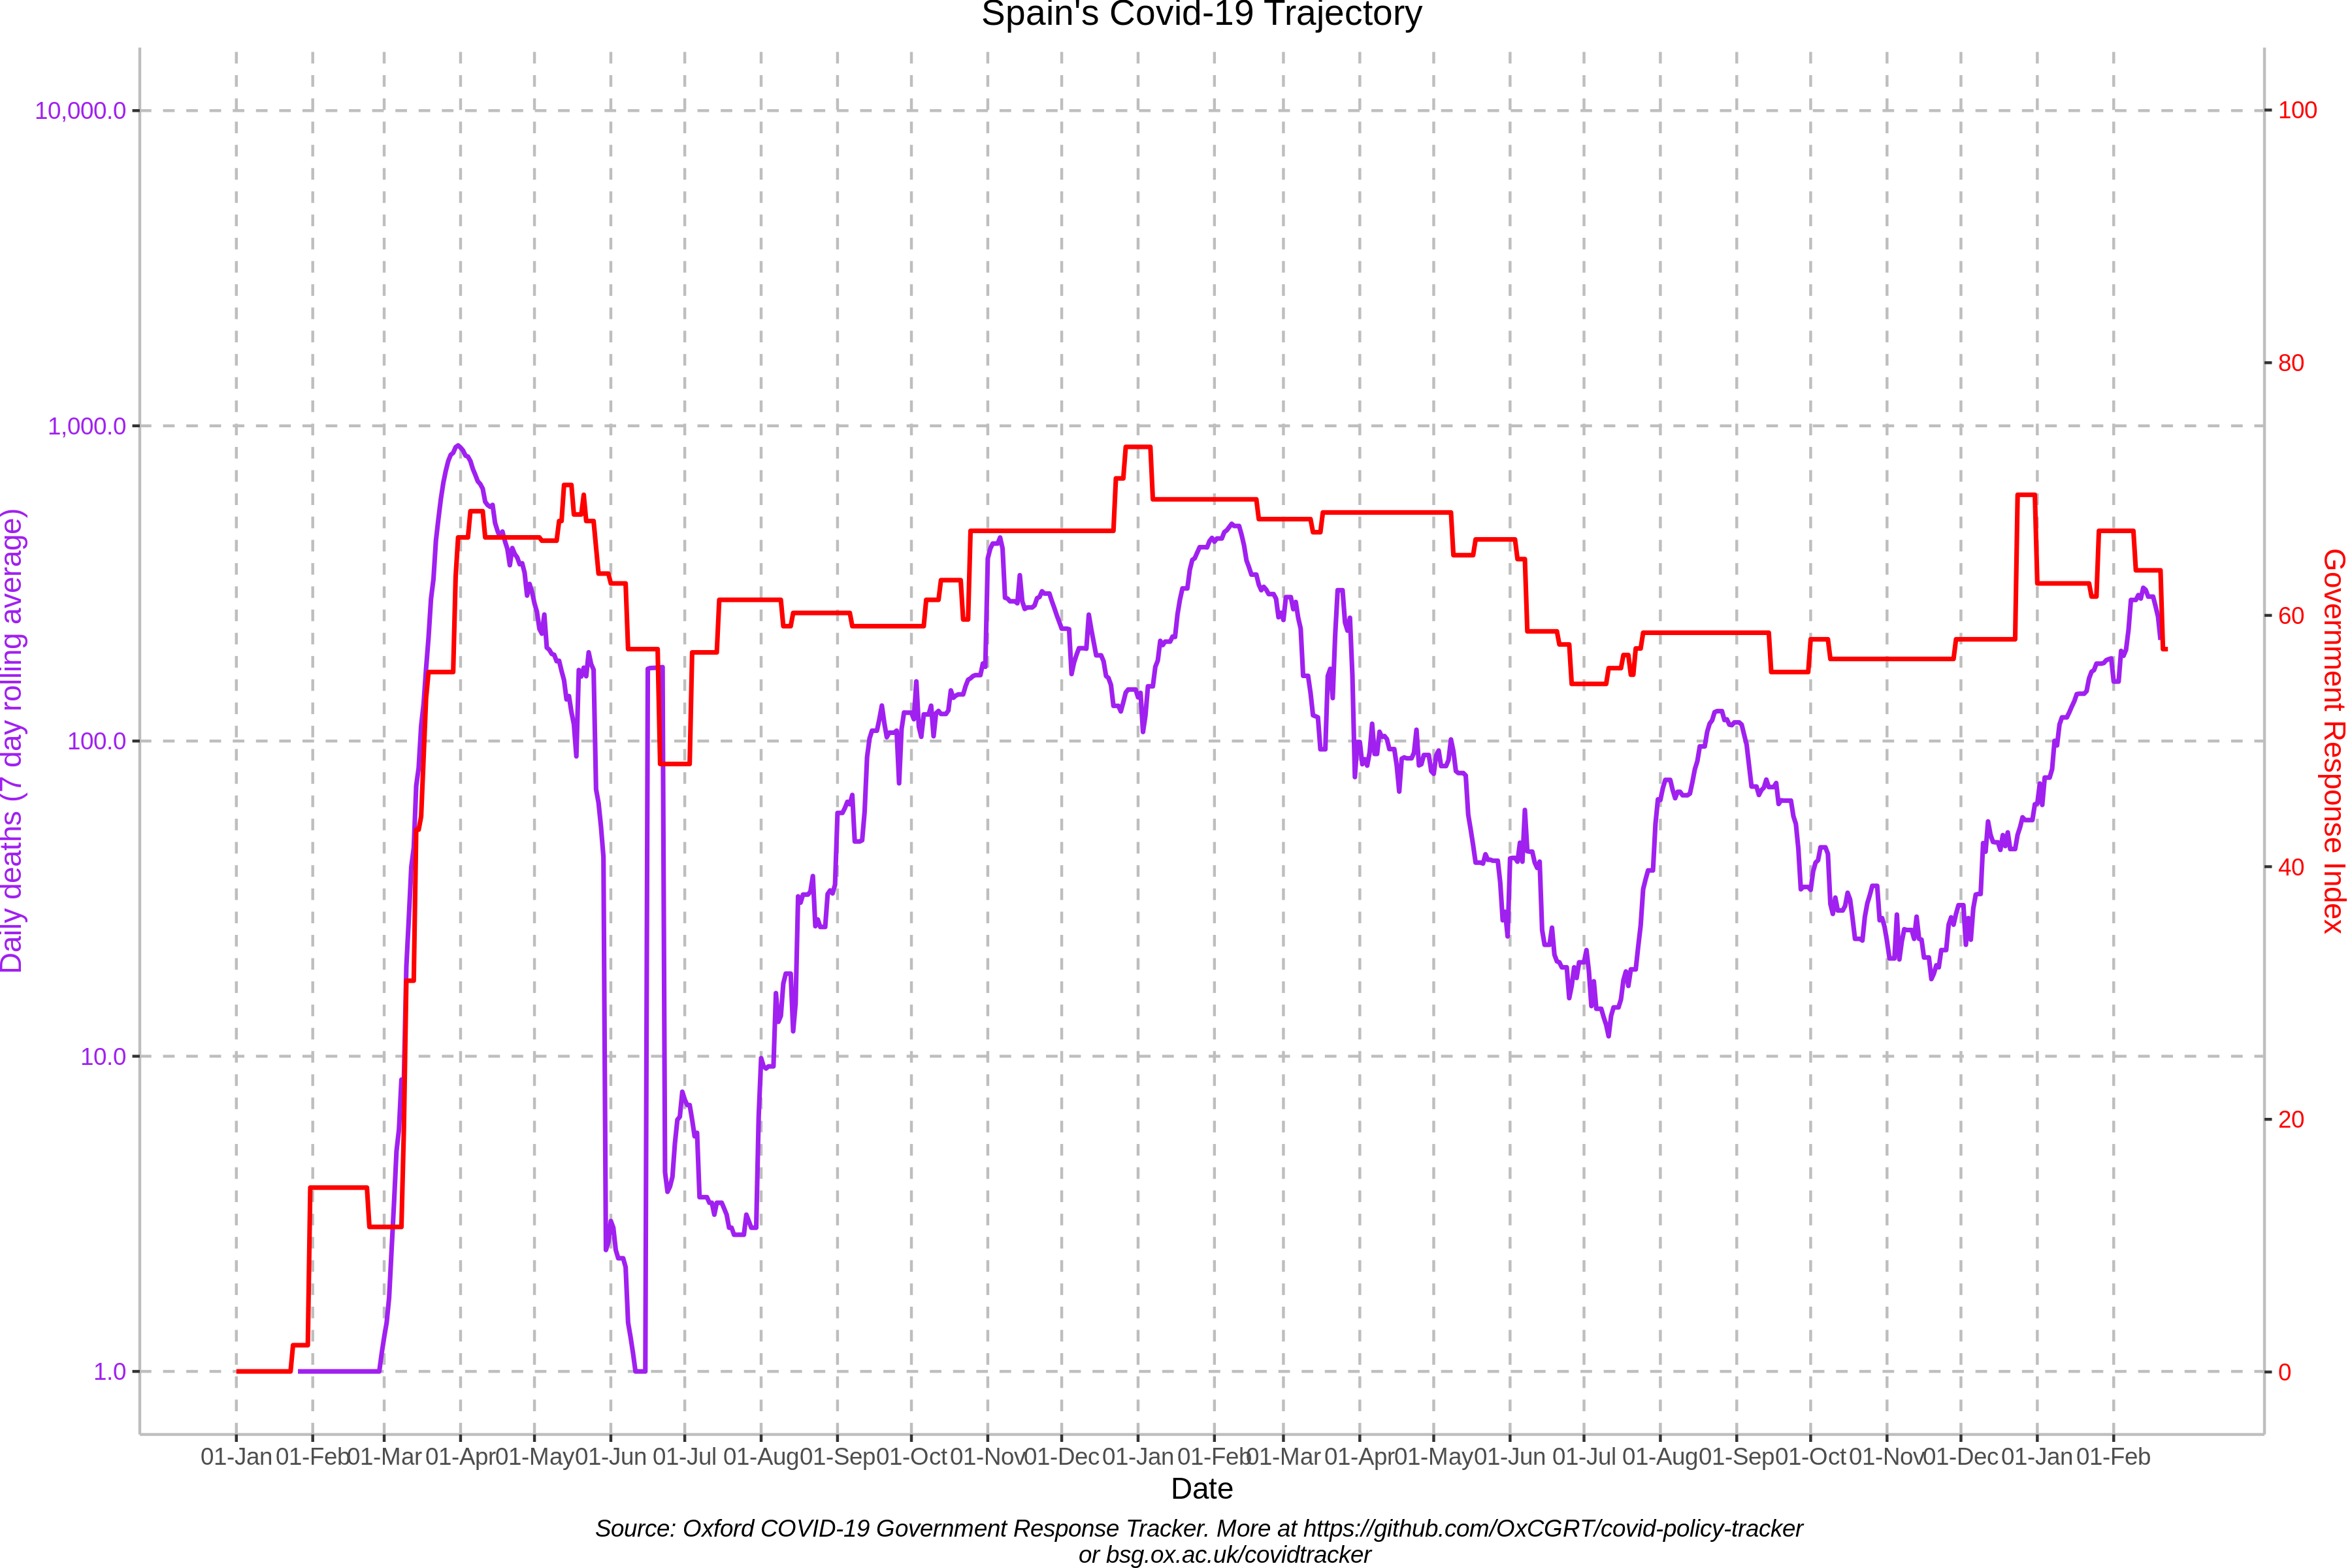 Spain's Covid-19 Trajectory
10,000.0
1,000.0
100.0
10.0
1.0
Daily deaths (7 day rolling average)
100
80
60
40
20
0
Government Response Index
01-Jan 01-Feb 01-Mar 01-Apr 01-May 01-Jun 01-Jul 01-Aug 01-Sep 01-Oct 01-Nov 01-Dec 01-Jan 01-Feb 01-Mar 01-Apr 01-May 01-Jun 01-Jul 01-Aug 01-Sep 01-Oct 01-Nov 01-Dec 01-Jan 01-Feb
Date
Source: Oxford COVID-19 Government Response Tracker. More at https://github.com/OxCGRT/covid-policy-tracker
or bsg.ox.ac.uk/covidtracker